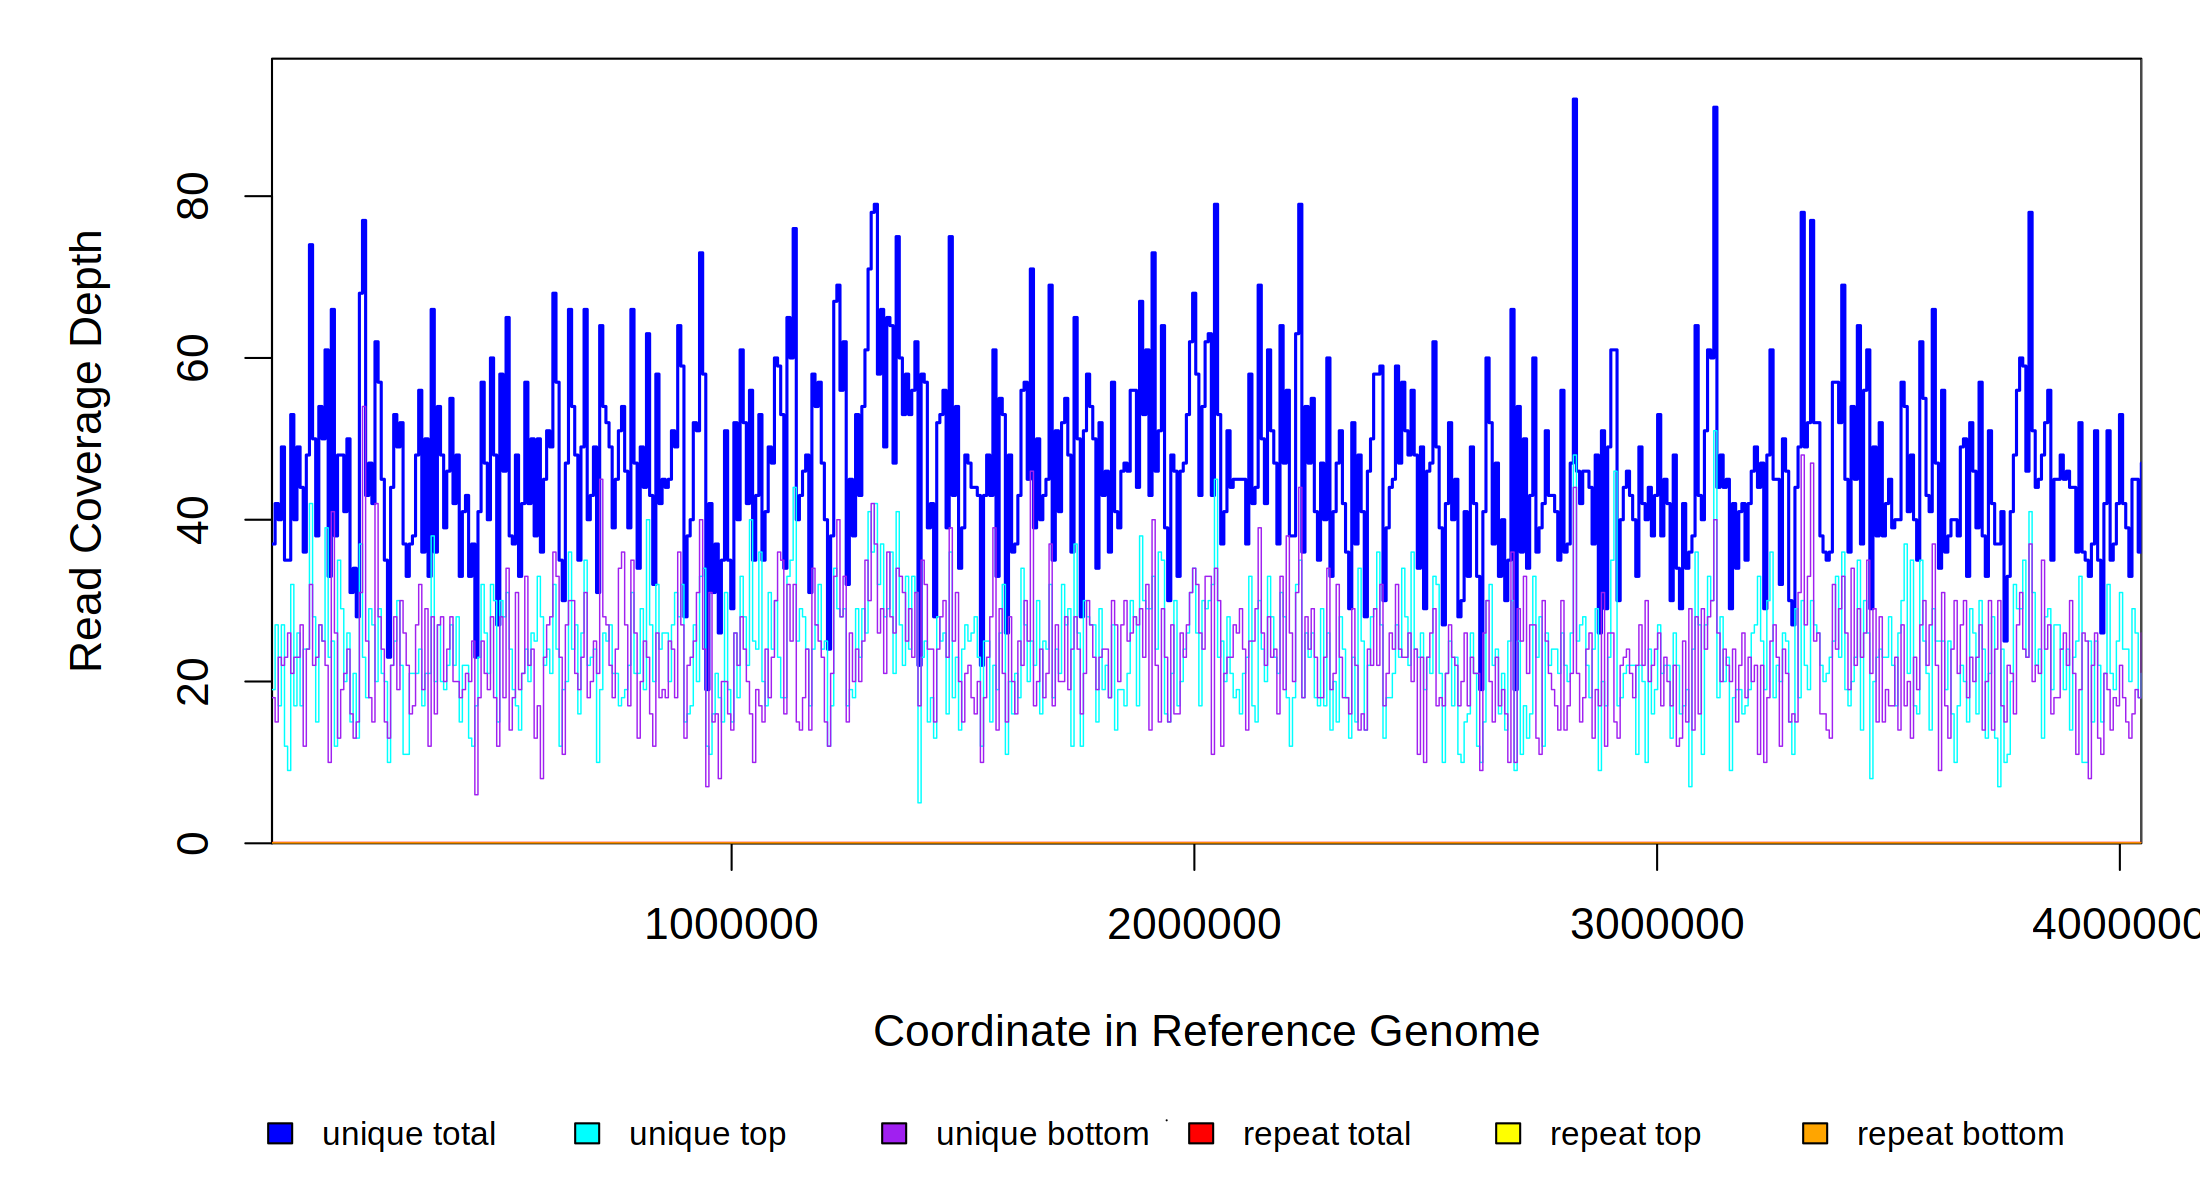 Read Coverage Depth
80
60
40
20
0
1000000 2000000 3000000 4000000
Coordinate in Reference Genome
unique total unique top unique bottom repeat total repeat top repeat bottom